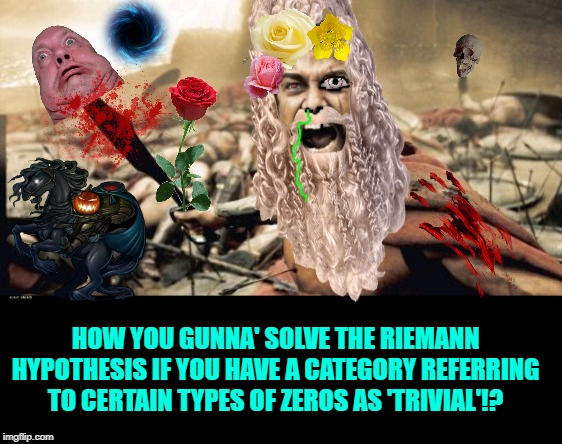 HOW YOU GUNNA' SOLVE THE RIEMANN
HYPOTHESIS IF YOU HAVE A CATEGORY REFERRING
TO CERTAIN TYPES OF ZEROS AS 'TRIVIAL'!?
imgflip.com